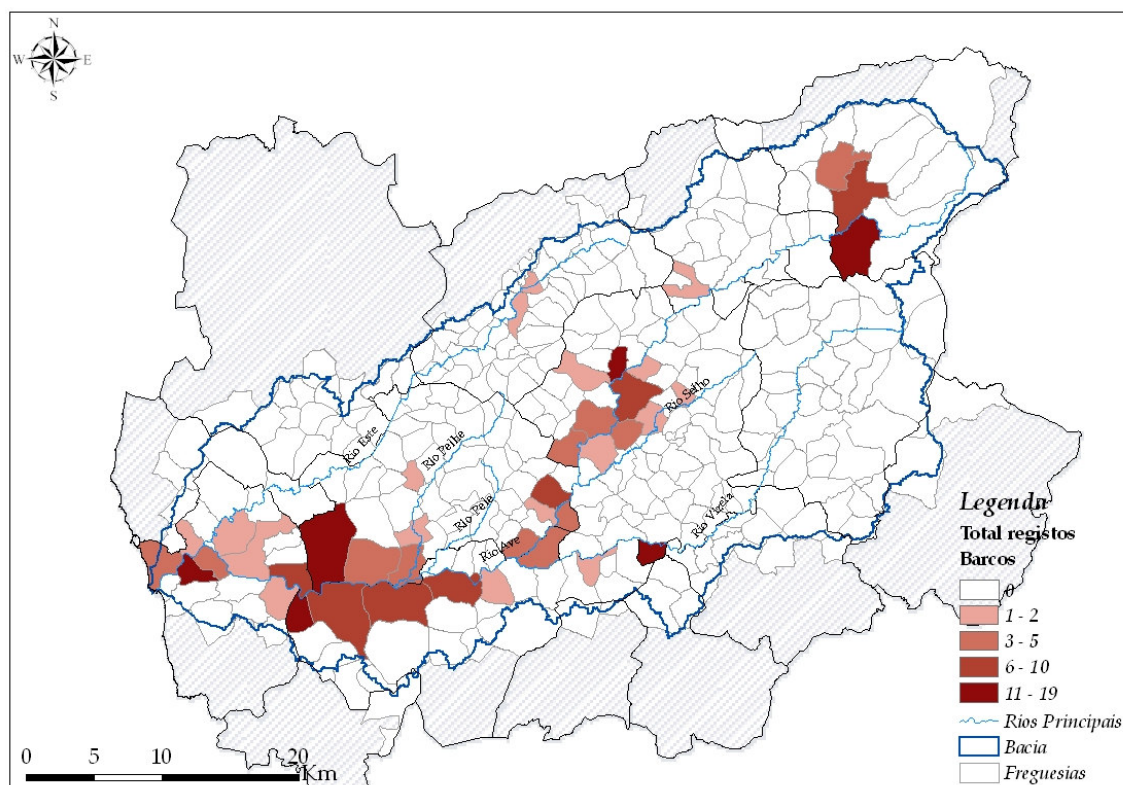 N
W E
S
Rio Selho
Rio Este
Rio Pelhe
Rio Pele
Rio Vizela
Rio Ave
Legenda
Total registos
Barcos
0
1 - 2
3 - 5
6 - 10
11 - 19
Rios Principais
Bacia
Freguesias
0 5 10 20
Km